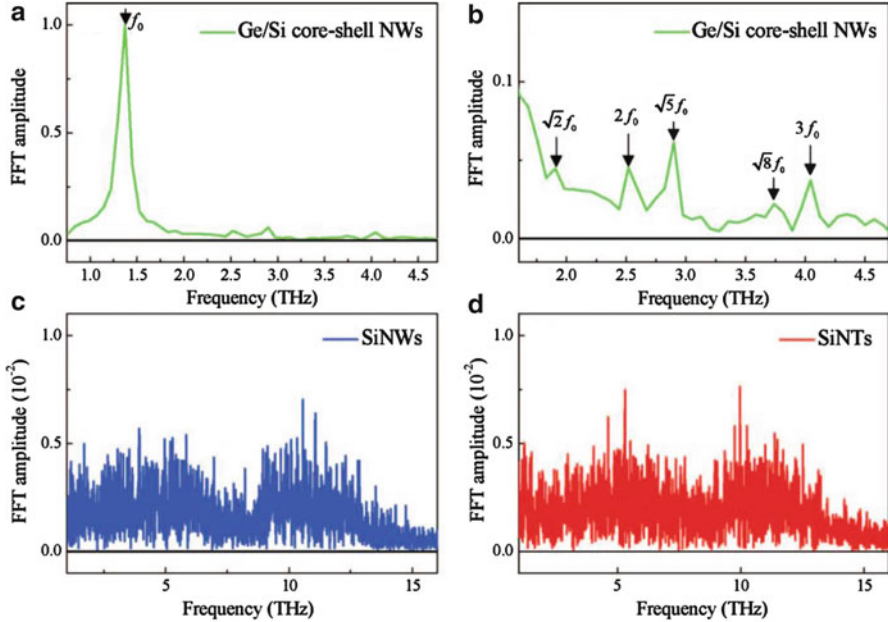 a
f₀
Ge/Si core-shell NWs
FFT amplitude
1.0
0.5
0.0
1.0 1.5 2.0 2.5 3.0 3.5 4.0 4.5
Frequency (THz)
b
Ge/Si core-shell NWs
FFT amplitude
0.1
0.0
√2 f₀
2 f₀
√5 f₀
√8 f₀
3 f₀
2.0 2.5 3.0 3.5 4.0 4.5
Frequency (THz)
c
SiNWs
FFT amplitude (10⁻²)
1.0
0.5
0.0
5 10 15
Frequency (THz)
d
SiNTs
FFT amplitude (10⁻²)
1.0
0.5
0.0
5 10 15
Frequency (THz)